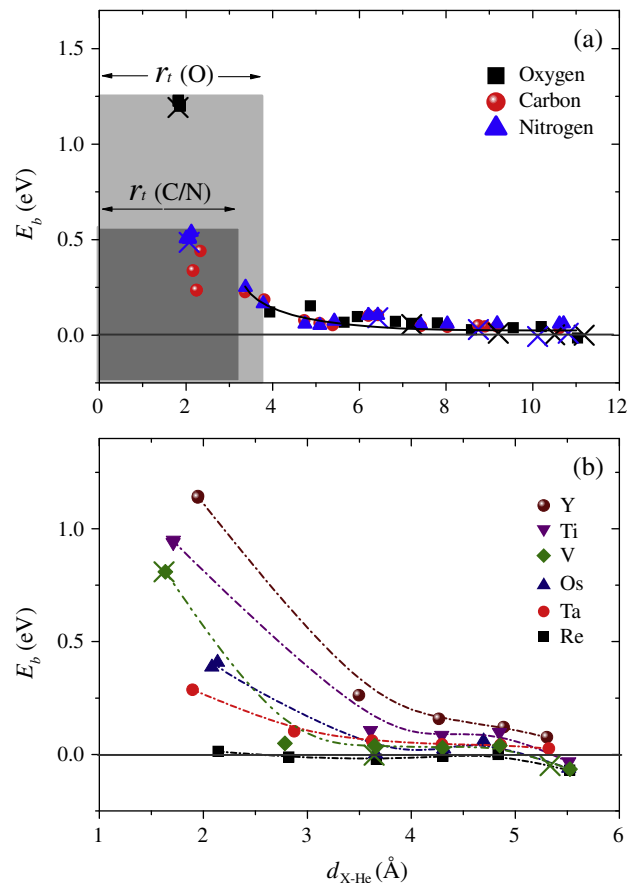 (a)
1.5
1.0
0.5
0.0
E_b (eV)
r_t (O)
r_t (C/N)
Oxygen
Carbon
Nitrogen
0 2 4 6 8 10 12
(b)
1.0
0.5
0.0
E_b (eV)
Y
Ti
V
Os
Ta
Re
1 2 3 4 5 6
d_X-He (Å)